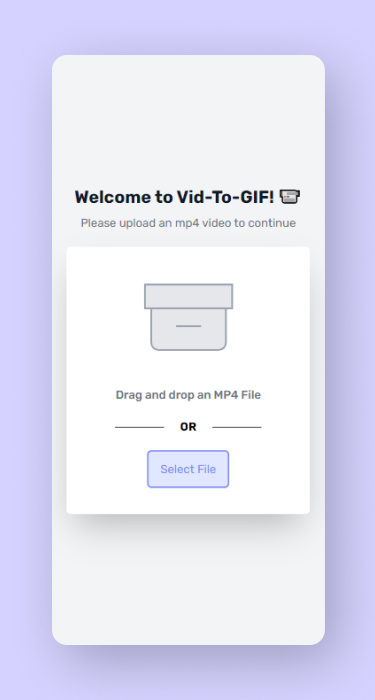 Welcome to Vid-To-GIF! 📼
Please upload an mp4 video to continue
Drag and drop an MP4 File
OR
Select File